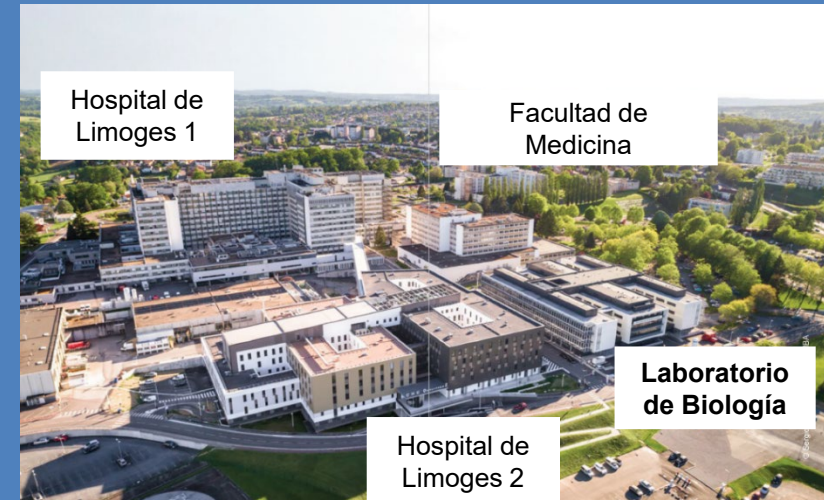 Hospital de
Limoges 1
Facultad de
Medicina
Laboratorio
de Biología
Hospital de
Limoges 2